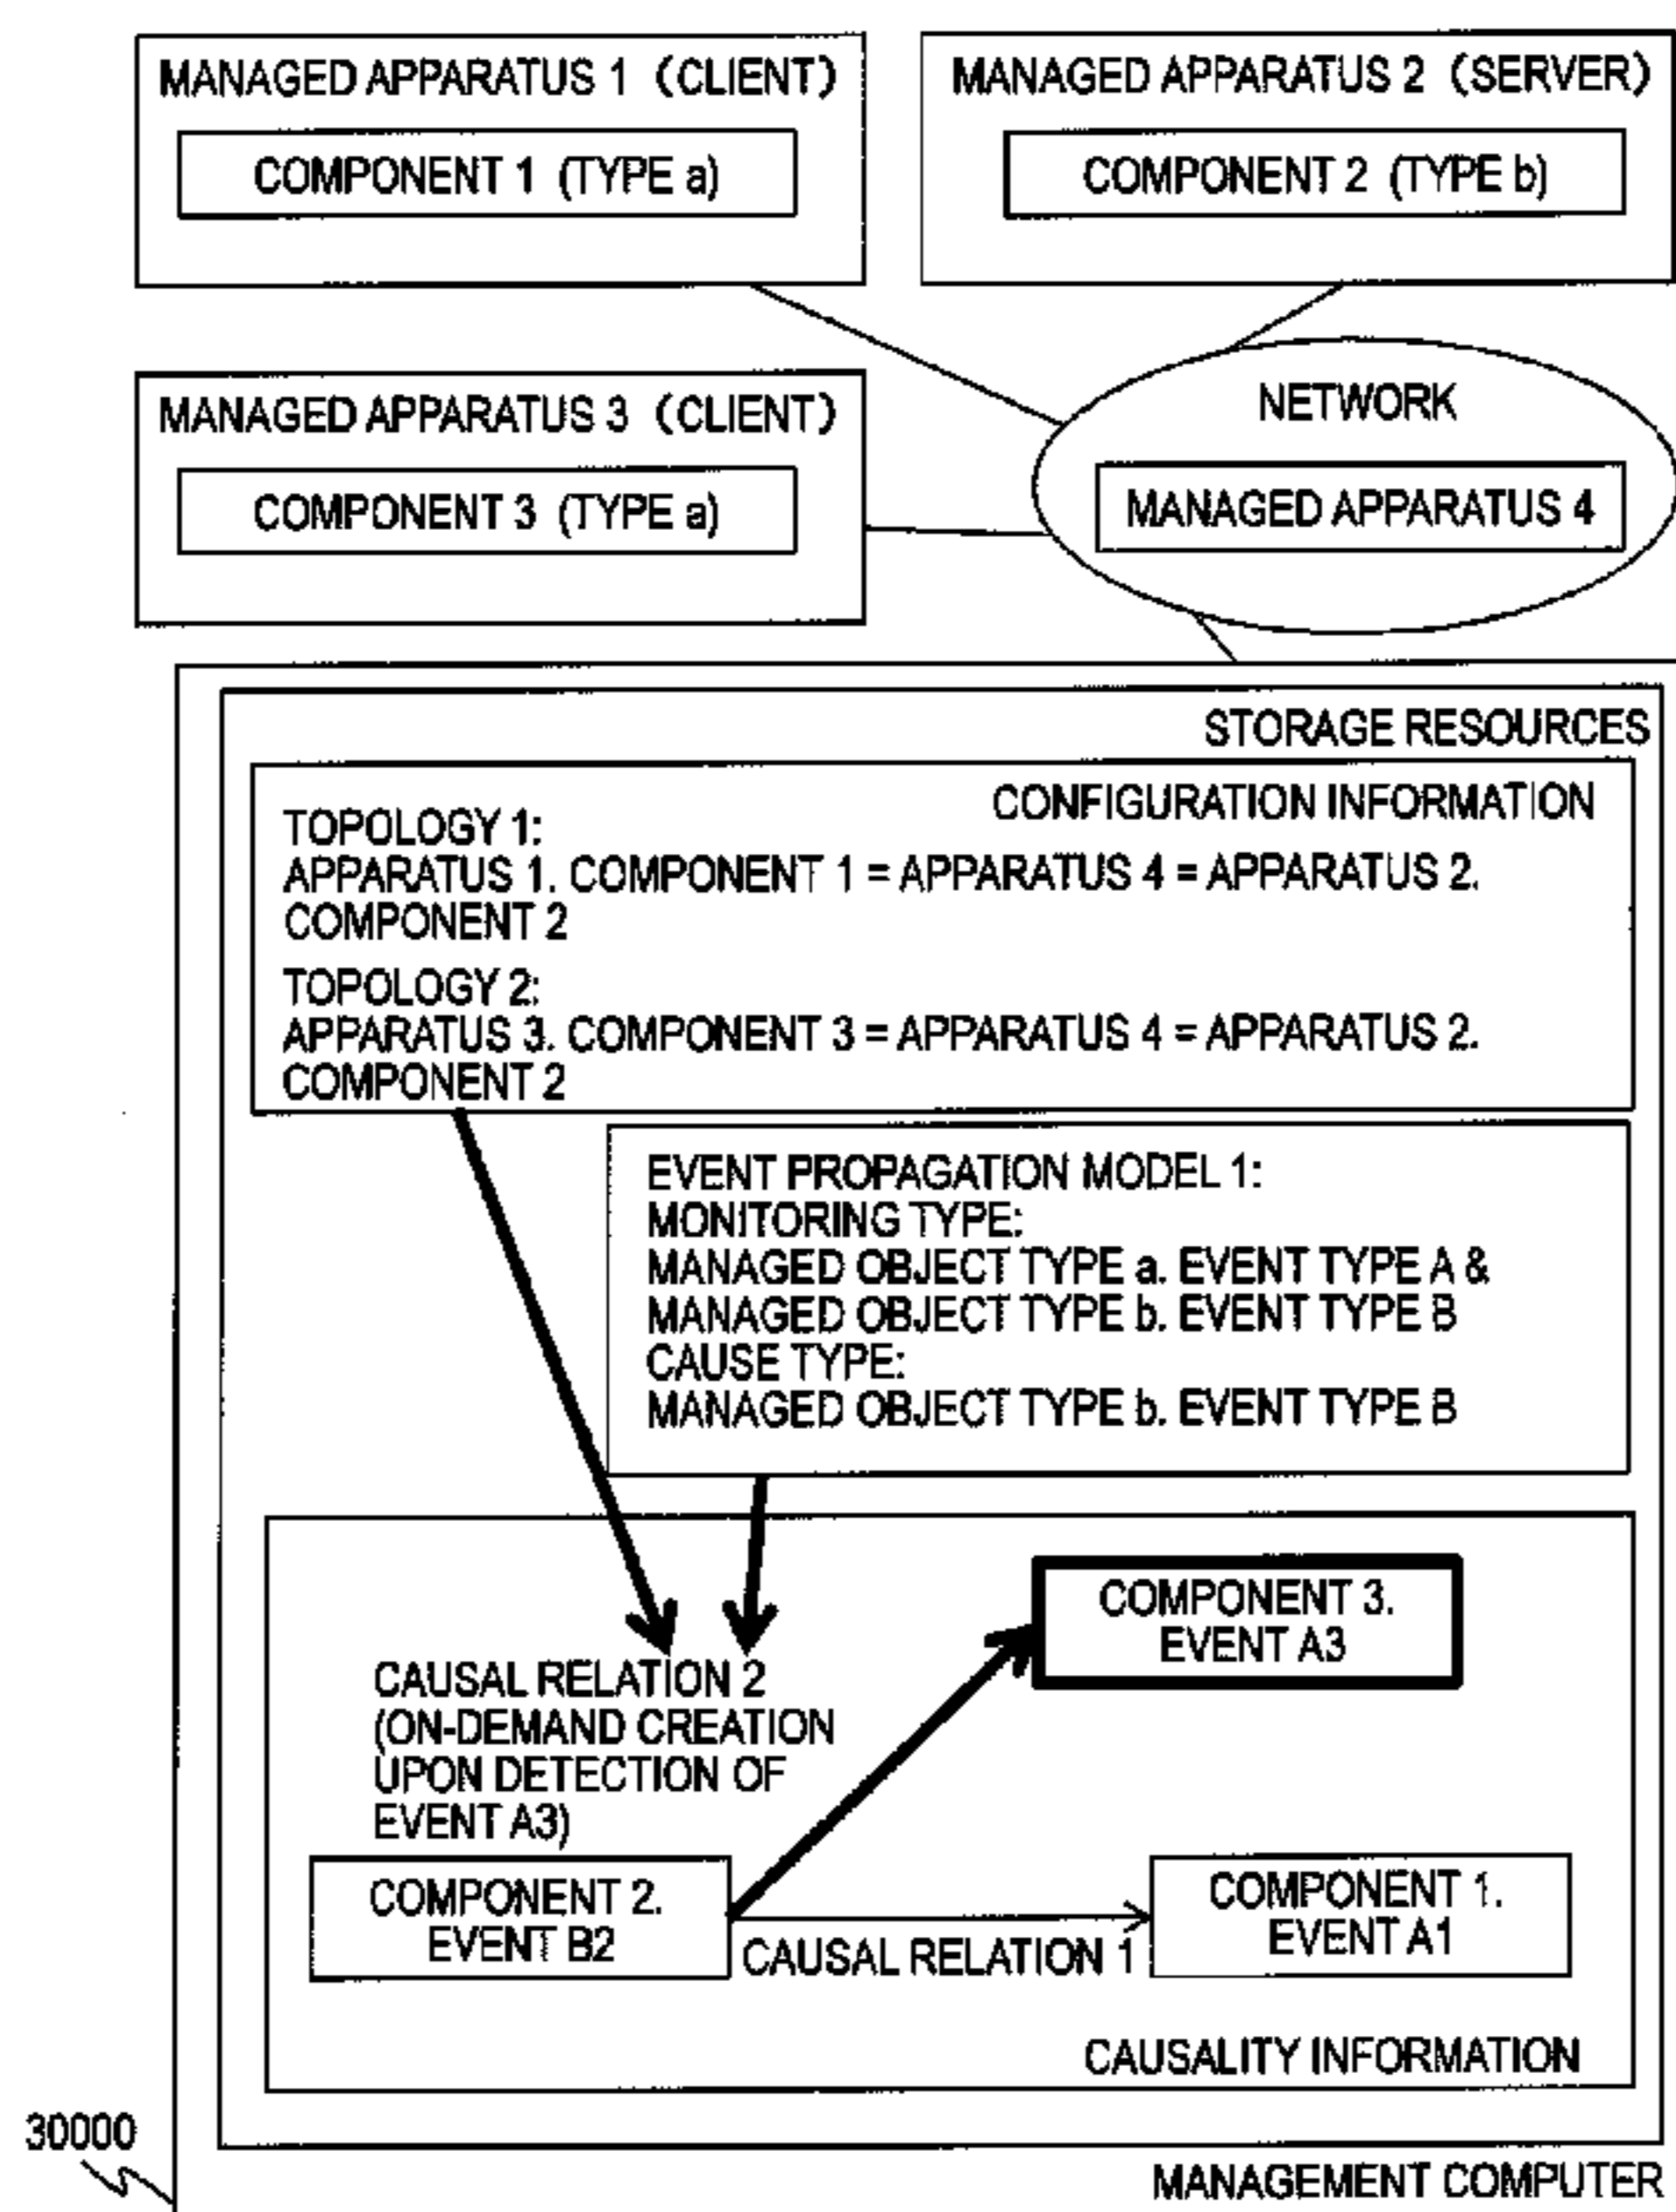 MANAGED APPARATUS 1 (CLIENT)
COMPONENT 1 (TYPE a)
MANAGED APPARATUS 2 (SERVER)
COMPONENT 2 (TYPE b)
MANAGED APPARATUS 3 (CLIENT)
COMPONENT 3 (TYPE a)
NETWORK
MANAGED APPARATUS 4
STORAGE RESOURCES
CONFIGURATION INFORMATION
TOPOLOGY 1:
APPARATUS 1. COMPONENT 1 = APPARATUS 4 = APPARATUS 2.
COMPONENT 2
TOPOLOGY 2:
APPARATUS 3. COMPONENT 3 = APPARATUS 4 = APPARATUS 2.
COMPONENT 2
EVENT PROPAGATION MODEL 1:
MONITORING TYPE:
MANAGED OBJECT TYPE a. EVENT TYPE A &
MANAGED OBJECT TYPE b. EVENT TYPE B
CAUSE TYPE:
MANAGED OBJECT TYPE b. EVENT TYPE B
COMPONENT 3.
EVENT A3
CAUSAL RELATION 2
(ON-DEMAND CREATION
UPON DETECTION OF
EVENT A3)
COMPONENT 2.
EVENT B2
CAUSAL RELATION 1
COMPONENT 1.
EVENT A1
CAUSALITY INFORMATION
30000
MANAGEMENT COMPUTER